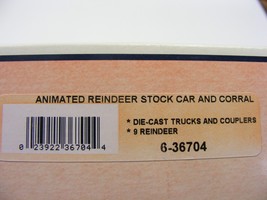 ANIMATED REINDEER STOCK CAR AND CORRAL
* DIE-CAST TRUCKS AND COUPLERS
* 9 REINDEER
6-36704
0 23922 36704 4